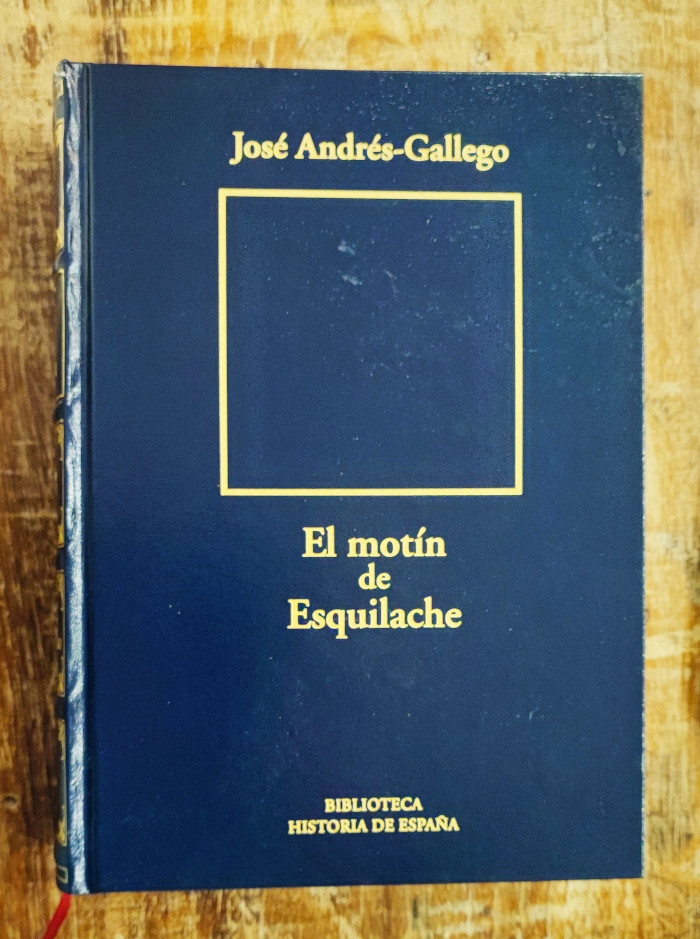 José Andrés-Gallego
El motín
de
Esquilache
BIBLIOTECA
HISTORIA DE ESPAÑA